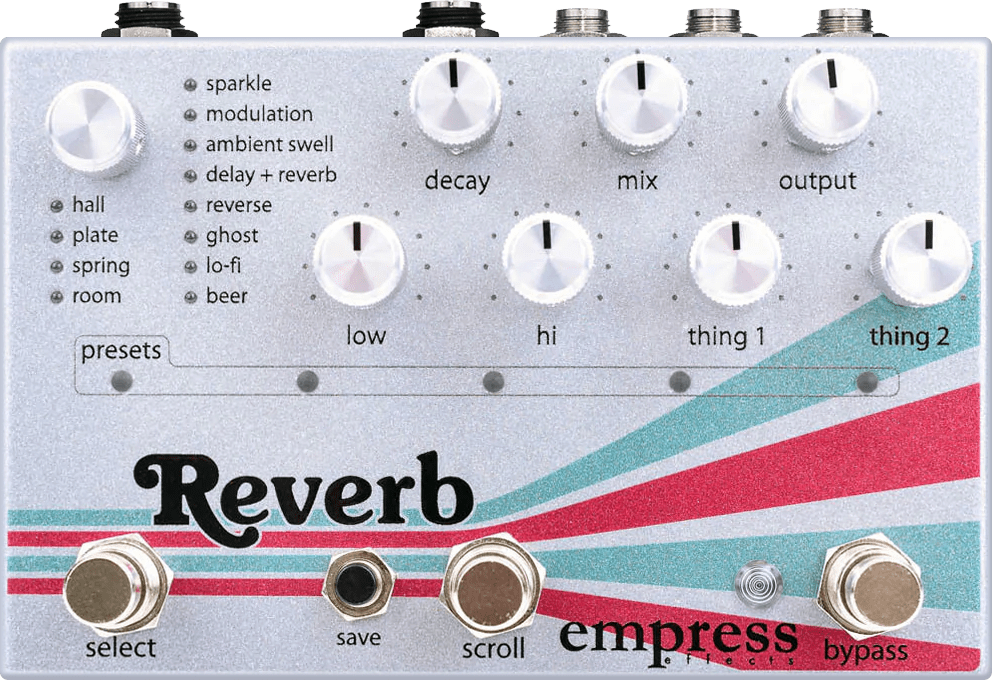 sparkle
modulation
ambient swell
delay + reverb
hall
reverse
plate
ghost
spring
lo-fi
room
beer
decay
mix
output
low
hi
thing 1
thing 2
presets
Reverb
select
save
scroll
empress
effects
bypass